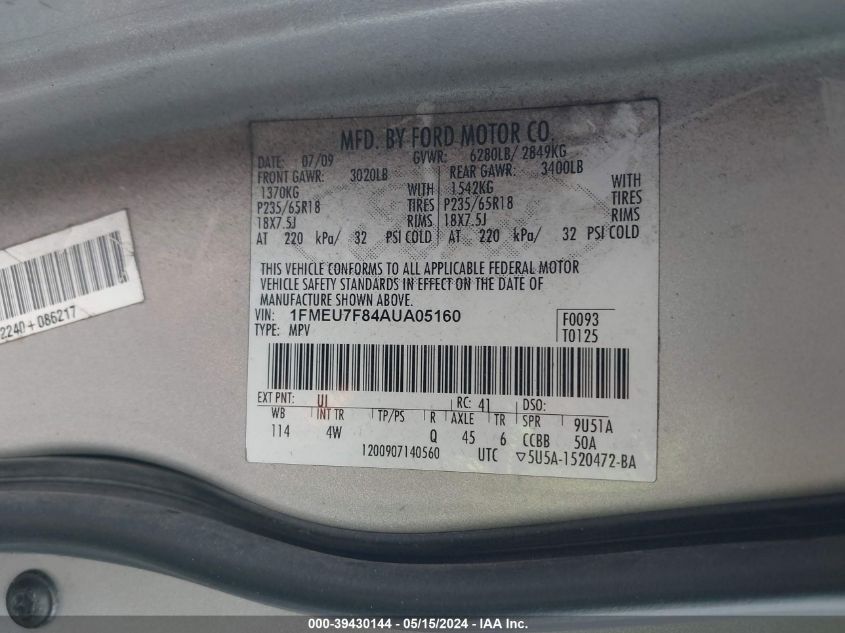 MFD. BY FORD MOTOR CO.
DATE: 07/09 GVWR: 6280LB/ 2849KG
FRONT GAWR: 3020LB REAR GAWR: 3400LB
1370KG WITH 1542KG WITH
P235/65R18 TIRES P235/65R18 TIRES
18X7.5J RIMS 18X7.5J RIMS
AT 220 kPa/ 32 PSI COLD AT 220 kPa/ 32 PSI COLD
THIS VEHICLE CONFORMS TO ALL APPLICABLE FEDERAL MOTOR
VEHICLE SAFETY STANDARDS IN EFFECT ON THE DATE OF
MANUFACTURE SHOWN ABOVE.
VIN: 1FMEU7F84AUA05160 F0093
TYPE: MPV T0125
EXT PNT: UI RC: 41 DSO:
WB INT TR TP/PS R AXLE TR SPR 9U51A
114 4W Q 45 6 CCBB 50A
1200907140560 UTC ▽5U5A-1520472-BA
2240+086217
000-39430144 - 05/15/2024 - www.iaai.com